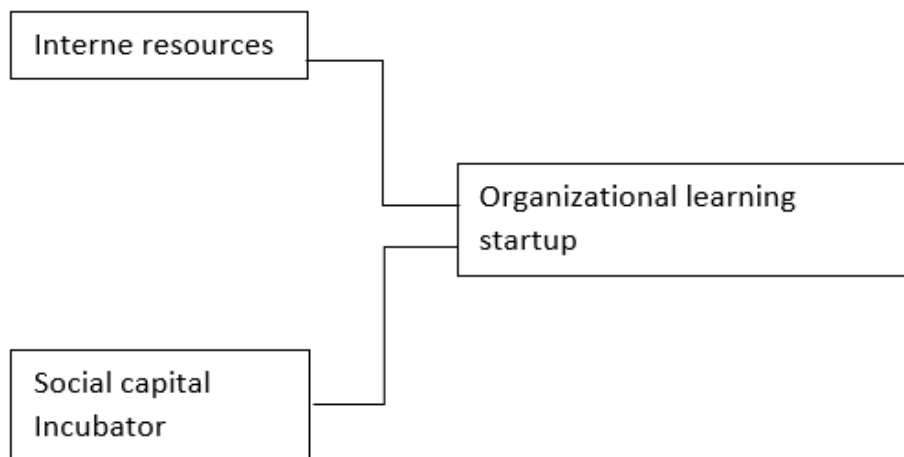 Interne resources
Organizational learning
startup
Social capital
Incubator